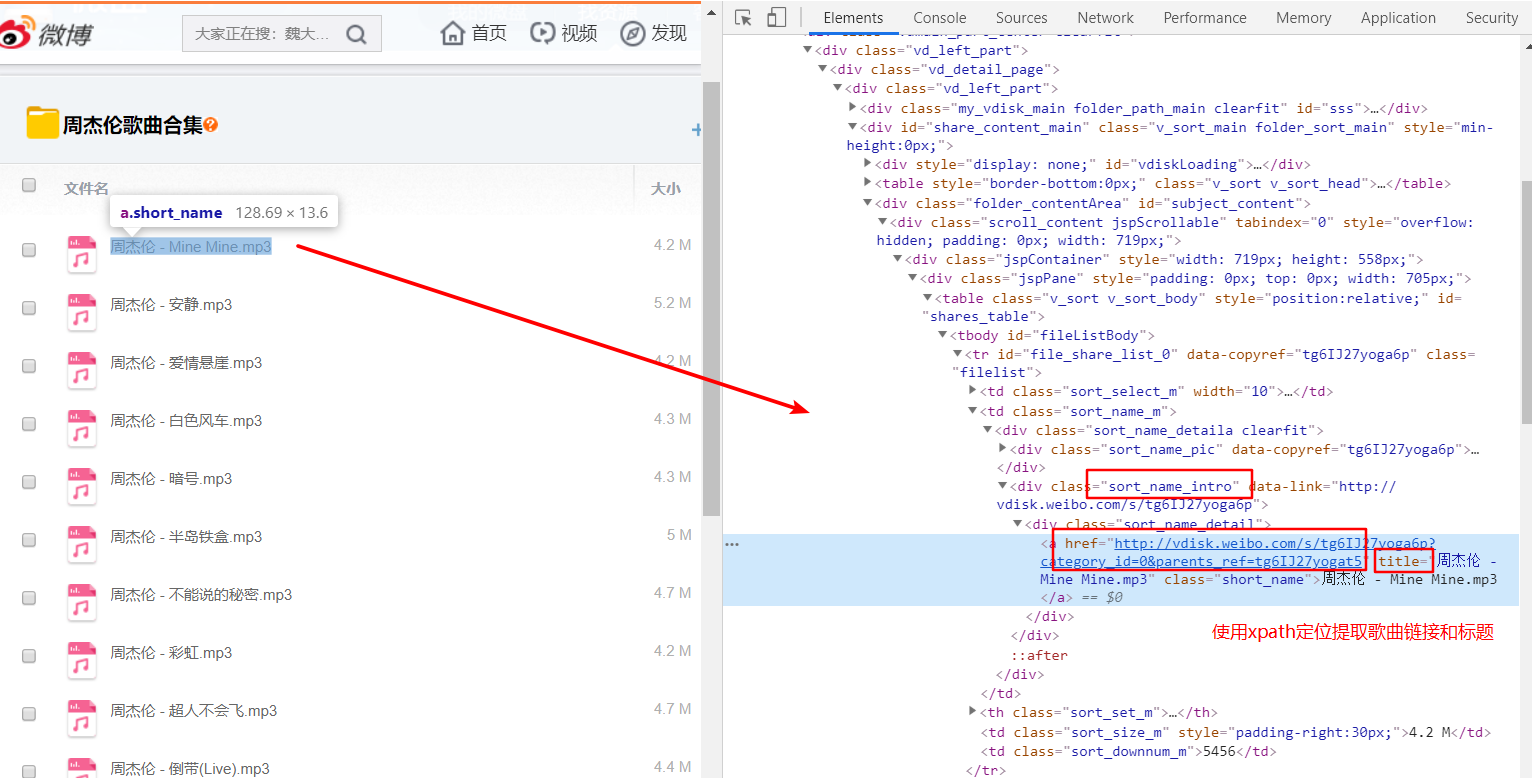 微博
大家正在搜：魏大...
首页
视频
发现
周杰伦歌曲合集
文件名
大小
a.short_name 128.69 × 13.6
周杰伦 - Mine Mine.mp3
4.2 M
周杰伦 - 安静.mp3
5.2 M
周杰伦 - 爱情悬崖.mp3
4.2 M
周杰伦 - 白色风车.mp3
4.3 M
周杰伦 - 暗号.mp3
4.3 M
周杰伦 - 半岛铁盒.mp3
5 M
周杰伦 - 不能说的秘密.mp3
4.7 M
周杰伦 - 彩虹.mp3
4.2 M
周杰伦 - 超人不会飞.mp3
4.7 M
周杰伦 - 倒带(Live).mp3
4.4 M
Elements Console Sources Network Performance Memory Application Security
<div class="vd_left_part">
<div class="vd_detail_page">
<div class="vd_left_part">
<div class="my_vdisk_main folder_path_main clearfit" id="sss">…</div>
<div id="share_content_main" class="v_sort_main folder_sort_main" style="min-
height:0px;">
<div style="display: none;" id="vdiskLoading">…</div>
<table style="border-bottom:0px;" class="v_sort v_sort_head">…</table>
<div class="folder_contentArea" id="subject_content">
<div class="scroll_content jspScrollable" tabindex="0" style="overflow:
hidden; padding: 0px; width: 719px;">
<div class="jspContainer" style="width: 719px; height: 558px;">
<div class="jspPane" style="padding: 0px; top: 0px; width: 705px;">
<table class="v_sort v_sort_body" style="position:relative;" id=
"shares_table">
<tbody id="fileListBody">
<tr id="file_share_list_0" data-copyref="tg6IJ27yoga6p" class=
"filelist">
<td class="sort_select_m" width="10">…</td>
<td class="sort_name_m">
<div class="sort_name_detaila clearfit">
<div class="sort_name_pic" data-copyref="tg6IJ27yoga6p">…
</div>
<div class="sort_name_intro" data-link="http://
vdisk.weibo.com/s/tg6IJ27yoga6p">
<div class="sort_name_detail">
<a href="http://vdisk.weibo.com/s/tg6IJ27yoga6p?
category_id=0&parents_ref=tg6IJ27yogat5" title="周杰伦 -
Mine Mine.mp3" class="short_name">周杰伦 - Mine Mine.mp3
</a> == $0
</div>
</div>
使用xpath定位提取歌曲链接和标题
::after
</div>
</td>
<th class="sort_set_m">…</th>
<td class="sort_size_m" style="padding-right:30px;">4.2 M</td>
<td class="sort_downnum_m">5456</td>
</tr>